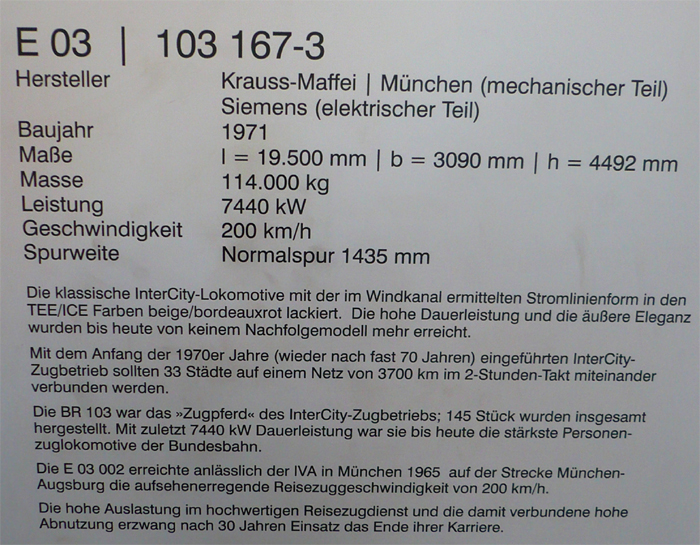 E 03 | 103 167-3
Hersteller Krauss-Maffei | München (mechanischer Teil)
Siemens (elektrischer Teil)
Baujahr 1971
Maße l = 19.500 mm | b = 3090 mm | h = 4492 mm
Masse 114.000 kg
Leistung 7440 kW
Geschwindigkeit 200 km/h
Spurweite Normalspur 1435 mm
Die klassische InterCity-Lokomotive mit der im Windkanal ermittelten Stromlinienform in den
TEE/ICE Farben beige/bordeauxrot lackiert. Die hohe Dauerleistung und die äußere Eleganz
wurden bis heute von keinem Nachfolgemodell mehr erreicht.
Mit dem Anfang der 1970er Jahre (wieder nach fast 70 Jahren) eingeführten InterCity-
Zugbetrieb sollten 33 Städte auf einem Netz von 3700 km im 2-Stunden-Takt miteinander
verbunden werden.
Die BR 103 war das »Zugpferd« des InterCity-Zugbetriebs; 145 Stück wurden insgesamt
hergestellt. Mit zuletzt 7440 kW Dauerleistung war sie bis heute die stärkste Personen-
zuglokomotive der Bundesbahn.
Die E 03 002 erreichte anlässlich der IVA in München 1965 auf der Strecke München-
Augsburg die aufsehenerregende Reisezuggeschwindigkeit von 200 km/h.
Die hohe Auslastung im hochwertigen Reisezugdienst und die damit verbundene hohe
Abnutzung erzwang nach 30 Jahren Einsatz das Ende ihrer Karriere.